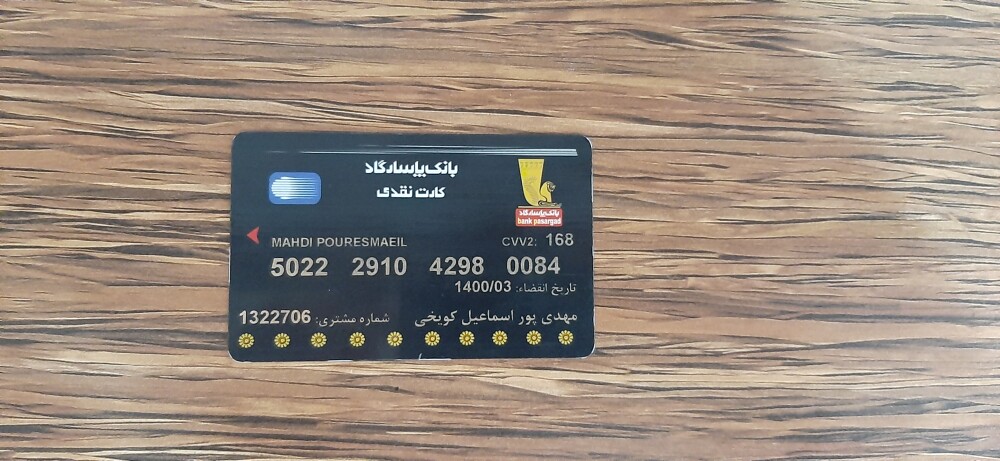 بانک پاسارگاد
کارت نقدی
بانک پاسارگاد
bank pasargad
MAHDI POURESMAEIL CVV2: 168
5022 2910 4298 0084
تاریخ انقضاء: 1400/03
مهدی پور اسماعیل کویخی شماره مشتری: 1322706